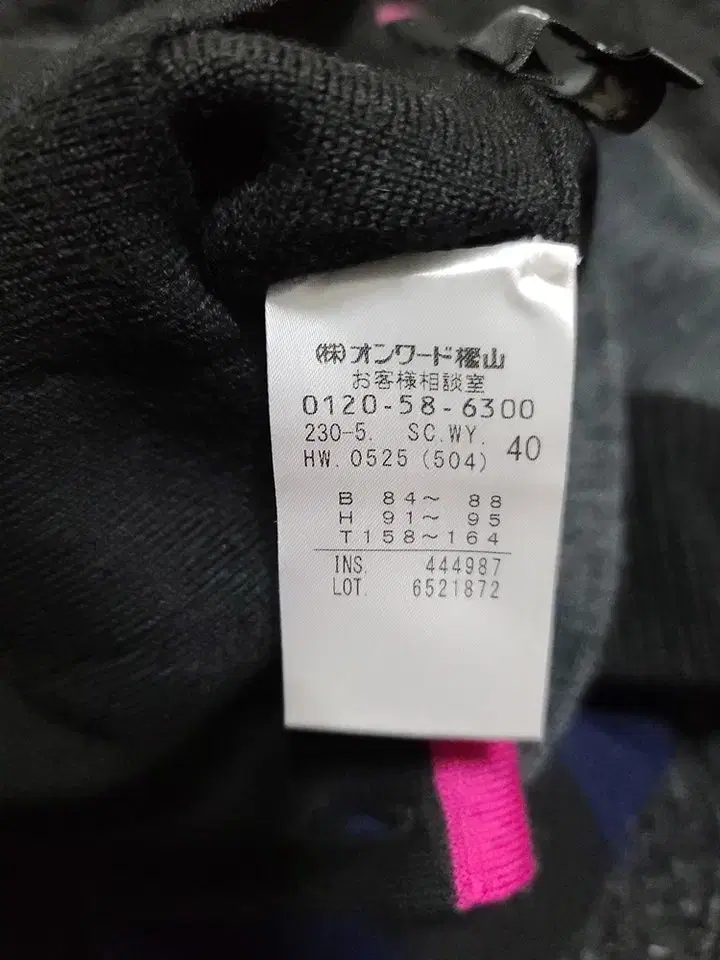 (株)オンワード樫山
お客様相談室
0120-58-6300
230-5. SC.WY. 40
HW. 0525 (504)
B 84〜 88
H 91〜 95
T 158〜164
INS. 444987
LOT. 6521872